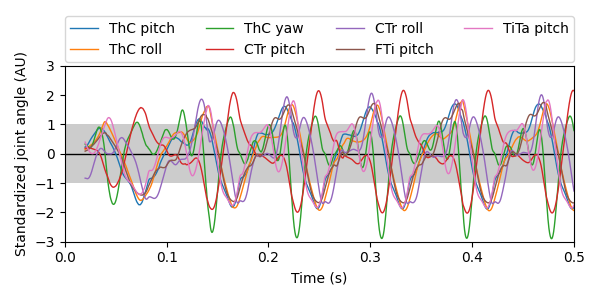 ThC pitch ThC yaw CTr roll TiTa pitch
ThC roll CTr pitch FTi pitch
Standardized joint angle (AU)
3
2
1
0
−1
−2
−3
0.0 0.1 0.2 0.3 0.4 0.5
Time (s)